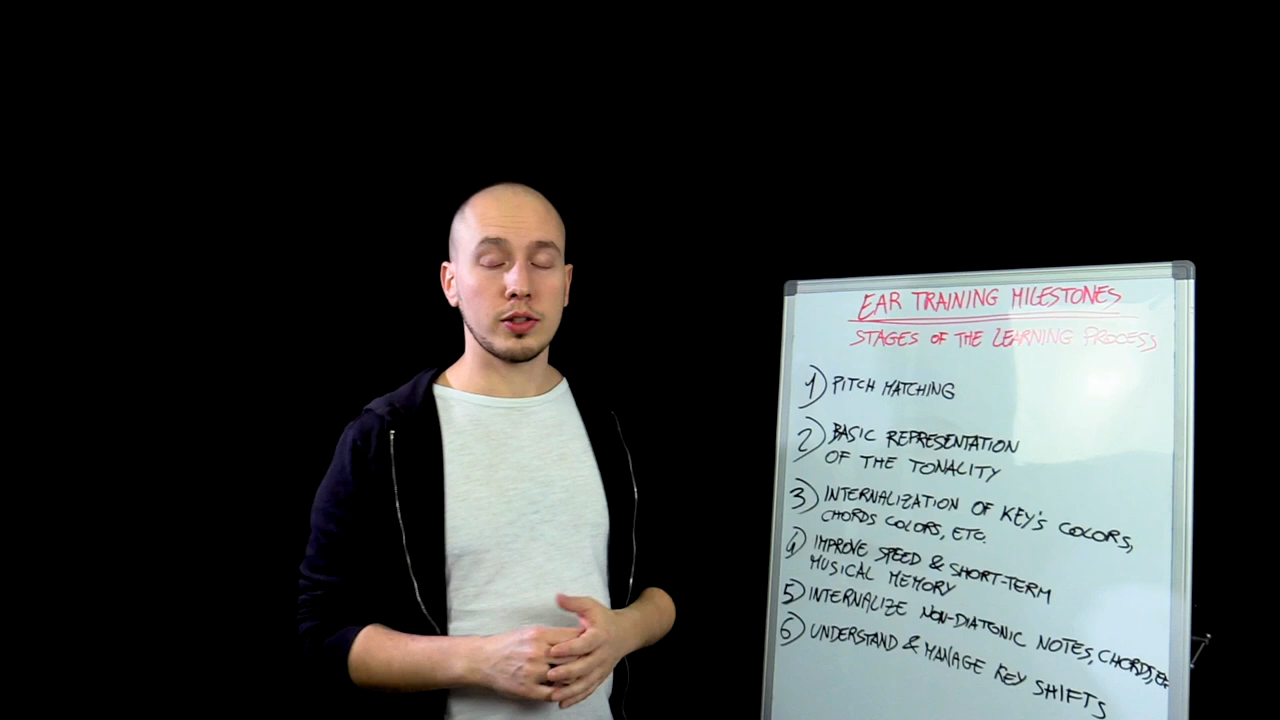 EAR TRAINING MILESTONES
STAGES OF THE LEARNING PROCESS
1) PITCH MATCHING
2) BASIC REPRESENTATION
OF THE TONALITY
3) INTERNALIZATION OF KEY'S COLORS,
CHORDS COLORS, ETC.
4) IMPROVE SPEED & SHORT-TERM
MUSICAL MEMORY
5) INTERNALIZE NON-DIATONIC NOTES, CHORDS,
6) UNDERSTAND & MANAGE KEY SHIFTS